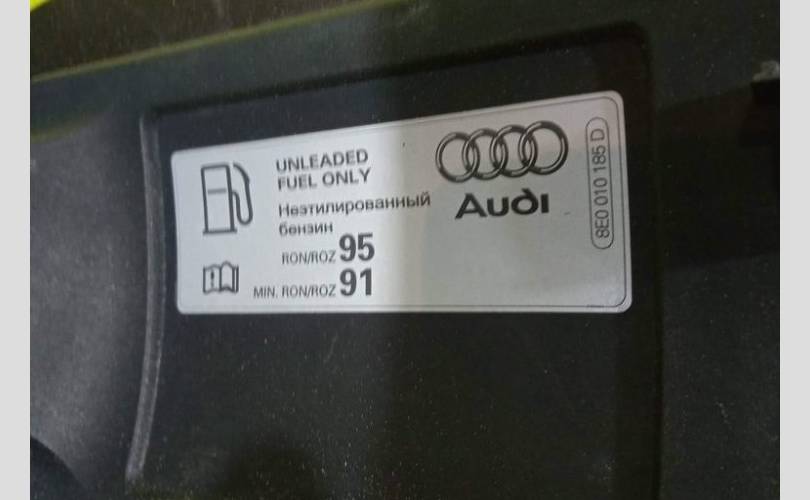 UNLEADED
FUEL ONLY
Неэтилированный
бензин
RON/ROZ 95
MIN. RON/ROZ 91
Audi
8E0 010 185 D